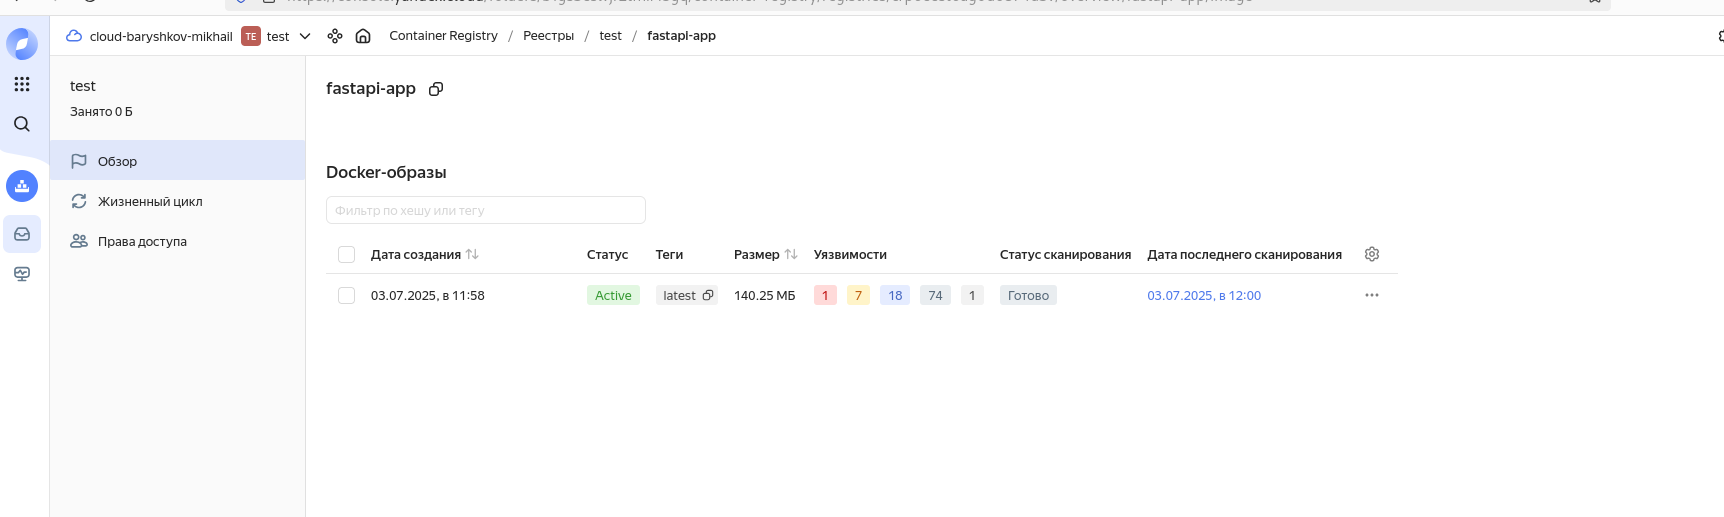 cloud-baryshkov-mikhail TE test Container Registry / Реестры / test / fastapi-app
test
Занято 0 Б
Обзор
Жизненный цикл
Права доступа
fastapi-app
Docker-образы
Фильтр по хешу или тегу
Дата создания Статус Теги Размер Уязвимости Статус сканирования Дата последнего сканирования
03.07.2025, в 11:58 Active latest 140.25 МБ 1 7 18 74 1 Готово 03.07.2025, в 12:00